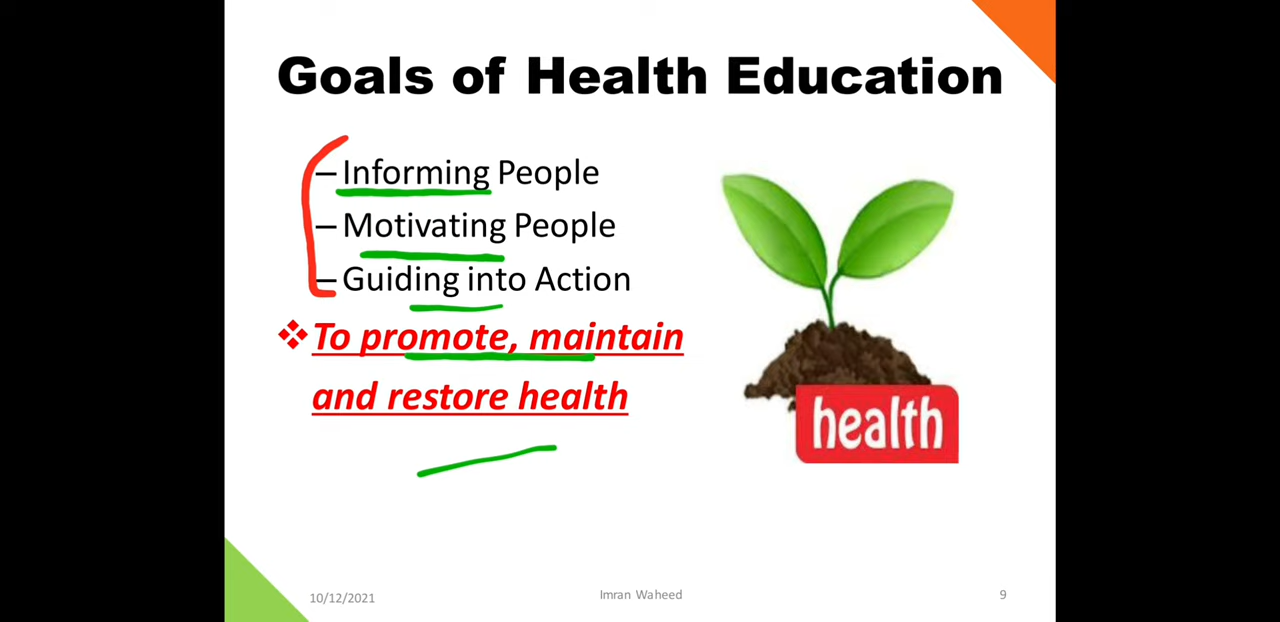 Goals of Health Education
– Informing People
– Motivating People
– Guiding into Action
❖ To promote, maintain
and restore health
health
10/12/2021
Imran Waheed
9